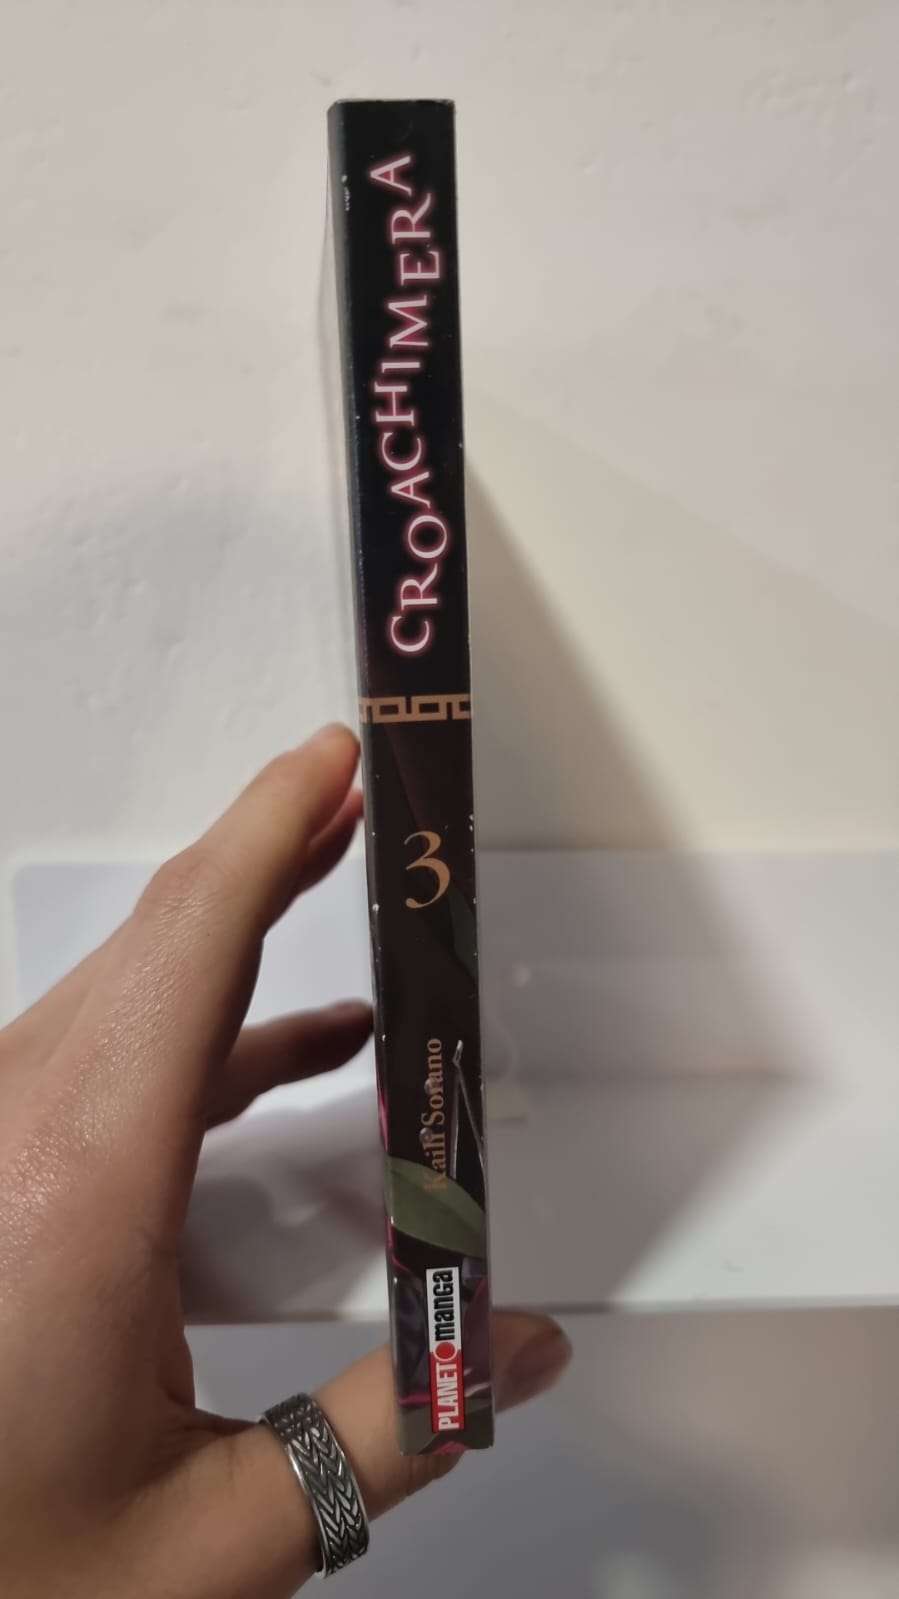 CROACHIMERA
3
Kaili Sorano
PLANET manga